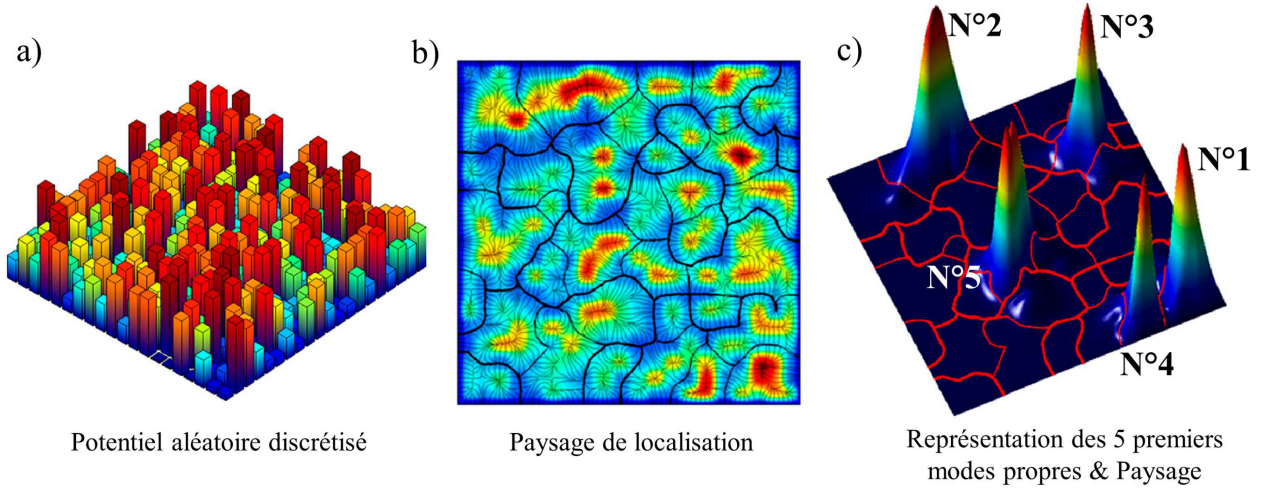 a)
b)
c)
N°2
N°3
N°1
N°5
N°4
Potentiel aléatoire discrétisé
Paysage de localisation
Représentation des 5 premiers
modes propres & Paysage